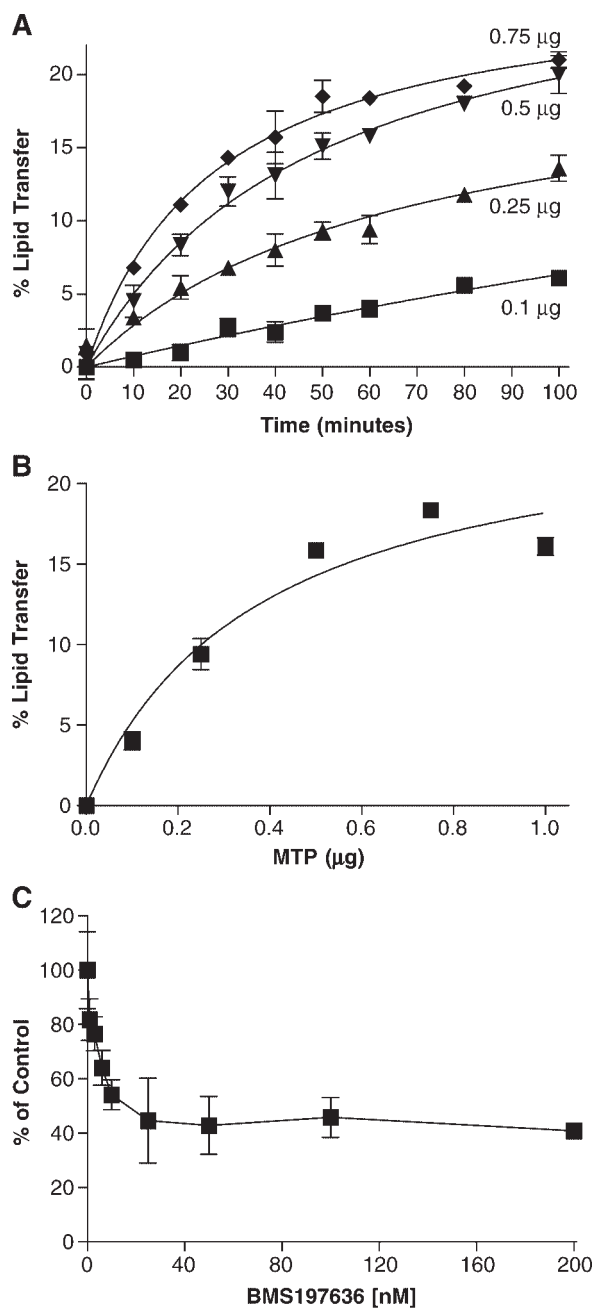 A
0.75 µg
20
0.5 µg
15
% Lipid Transfer
10
0.25 µg
5
0.1 µg
0
0 10 20 30 40 50 60 70 80 90 100
Time (minutes)
B
20
15
% Lipid Transfer
10
5
0
0.0 0.2 0.4 0.6 0.8 1.0
MTP (µg)
C
120
100
80
% of Control
60
40
20
0
0 40 80 120 160 200
BMS197636 [nM]